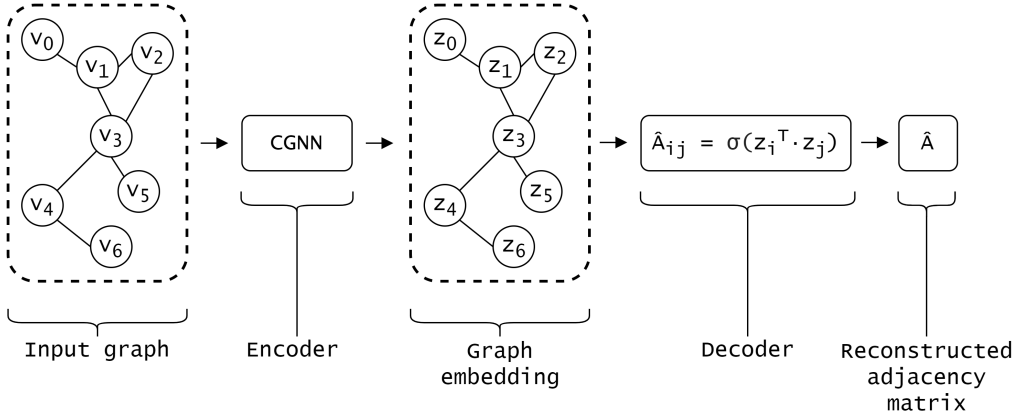 v₀
v₁
v₂
v₃
v₄
v₅
v₆
CGNN
z₀
z₁
z₂
z₃
z₄
z₅
z₆
Âᵢⱼ = σ(zᵢᵀ·zⱼ)
Â
Input graph
Encoder
Graph
embedding
Decoder
Reconstructed
adjacency
matrix